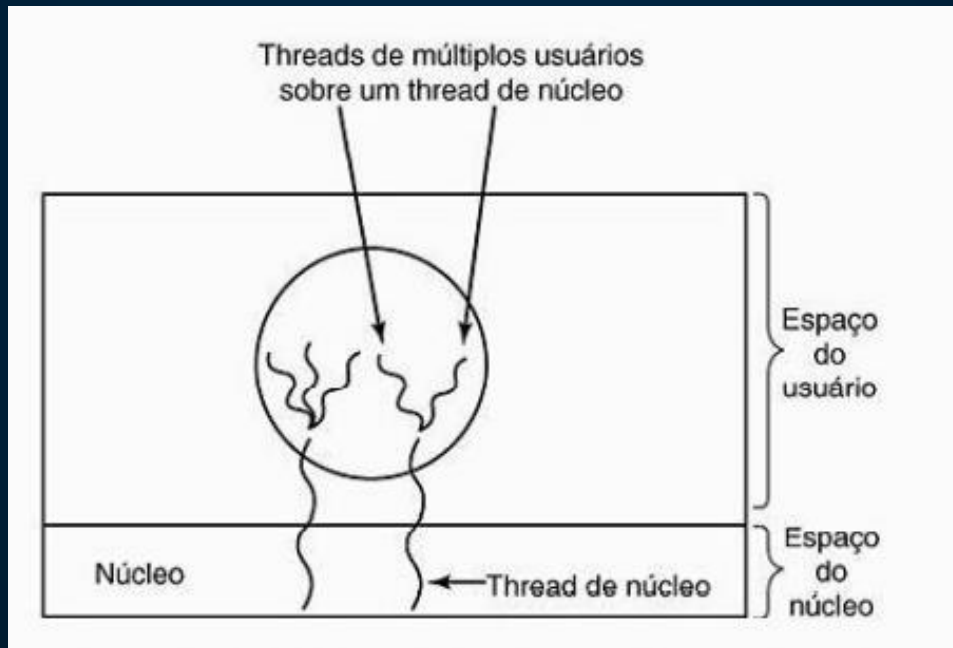 Threads de múltiplos usuários
sobre um thread de núcleo
Espaço
do
usuário
Núcleo
Thread de núcleo
Espaço
do
núcleo